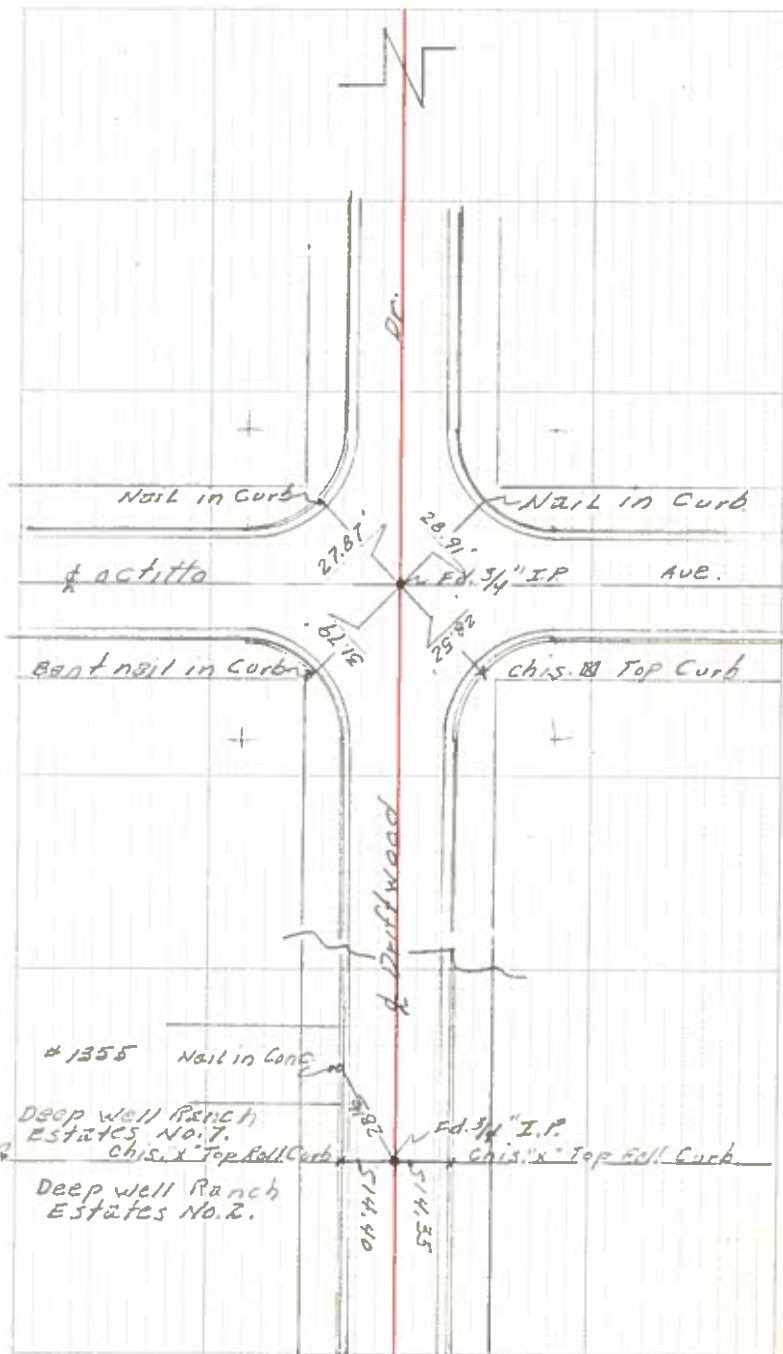 N
Dr.
Nail in Curb
Nail in Curb
27.87'
28.91'
℄ Octitto
Fd. 3/4" I.P.
Ave.
31.79'
25.82'
Bent nail in Curb
Chis. ⊠ Top Curb
℄ Driftwood
#1355
Nail in Conc.
Deep well Ranch
Estates, No. 7.
Fd. 3/4" I.P.
Chis. x Top Roll Curb
Chis. "x" Top Roll Curb
Deep well Ranch
Estates No. 2.
S 14.40
S 14.35